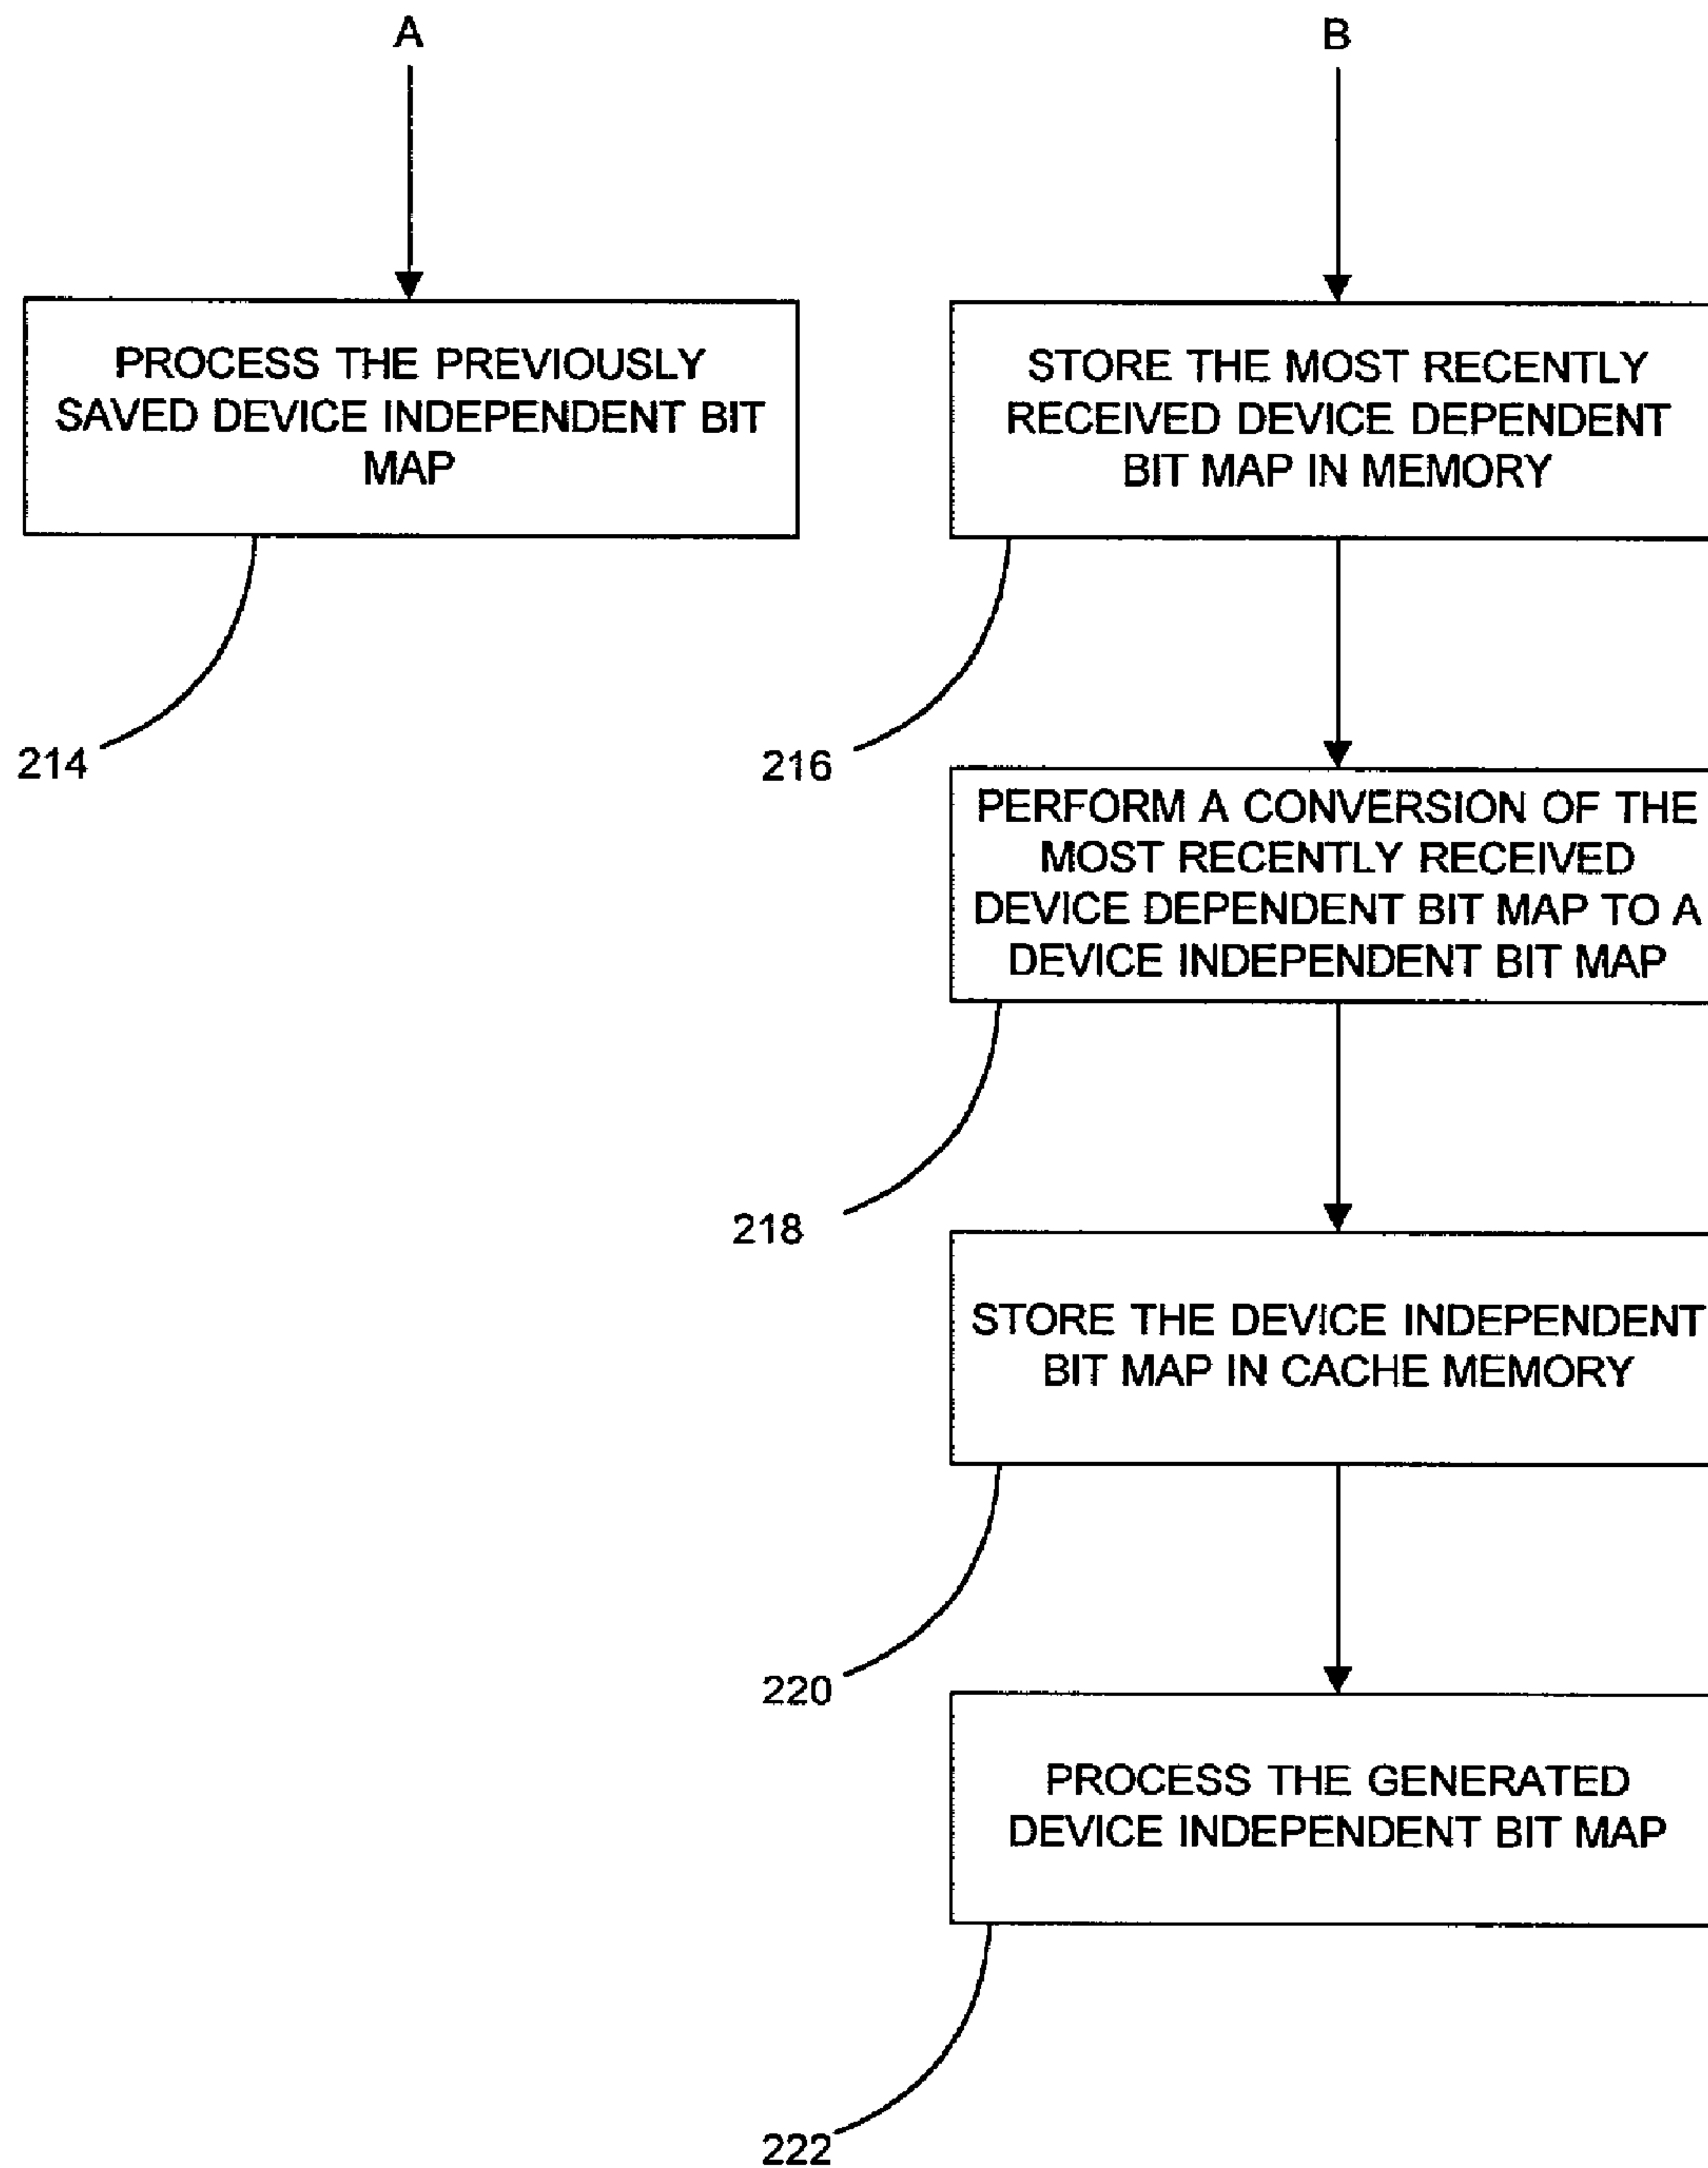 A
B
PROCESS THE PREVIOUSLY
SAVED DEVICE INDEPENDENT BIT
MAP
STORE THE MOST RECENTLY
RECEIVED DEVICE DEPENDENT
BIT MAP IN MEMORY
214
216
PERFORM A CONVERSION OF THE
MOST RECENTLY RECEIVED
DEVICE DEPENDENT BIT MAP TO A
DEVICE INDEPENDENT BIT MAP
218
STORE THE DEVICE INDEPENDENT
BIT MAP IN CACHE MEMORY
220
PROCESS THE GENERATED
DEVICE INDEPENDENT BIT MAP
222